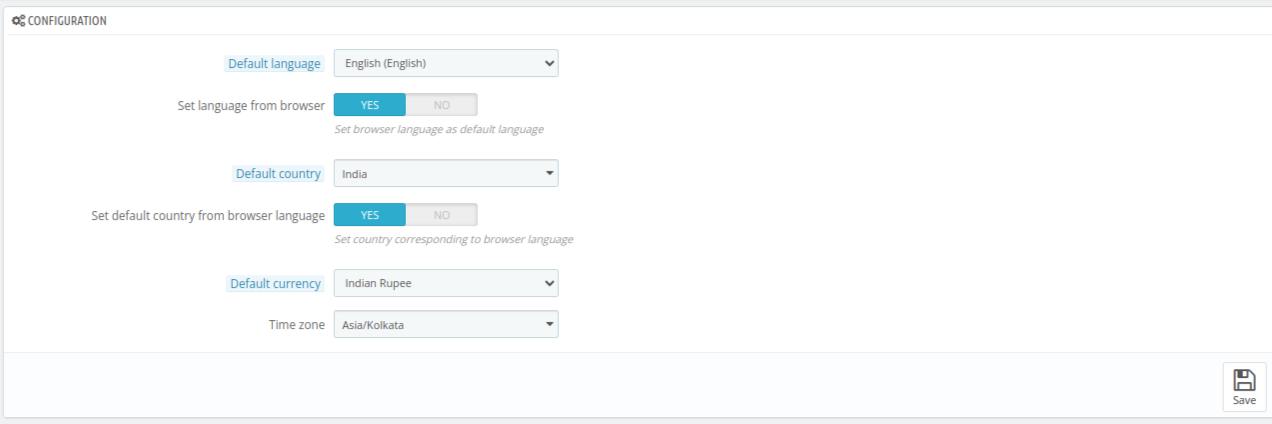 CONFIGURATION
Default language English (English)
Set language from browser YES NO
Set browser language as default language
Default country India
Set default country from browser language YES NO
Set country corresponding to browser language
Default currency Indian Rupee
Time zone Asia/Kolkata
Save